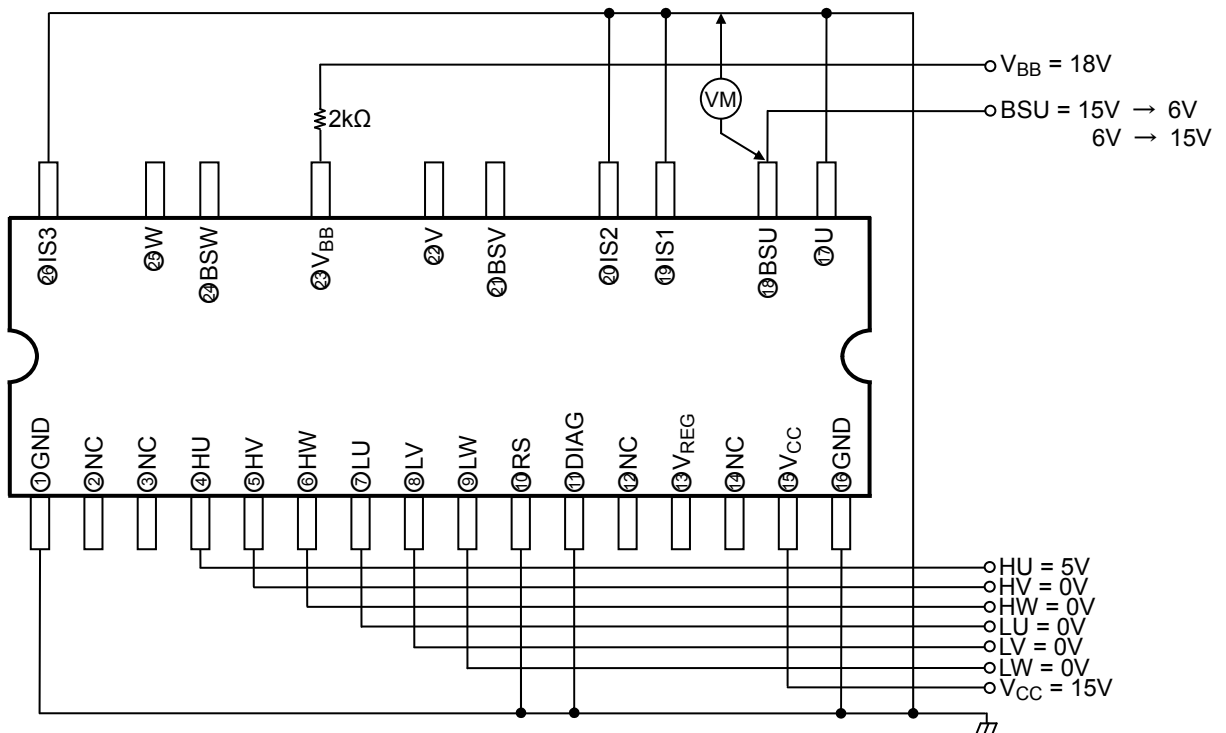 V_BB = 18V
VM
BSU = 15V → 6V
6V → 15V
2kΩ
㉖IS3
㉕W
㉔BSW
㉓V_BB
㉒V
㉑BSV
⑳IS2
⑲IS1
⑱BSU
⑰U
①GND
②NC
③NC
④HU
⑤HV
⑥HW
⑦LU
⑧LV
⑨LW
⑩RS
⑪DIAG
⑫NC
⑬V_REG
⑭NC
⑮V_CC
⑯GND
HU = 5V
HV = 0V
HW = 0V
LU = 0V
LV = 0V
LW = 0V
V_CC = 15V